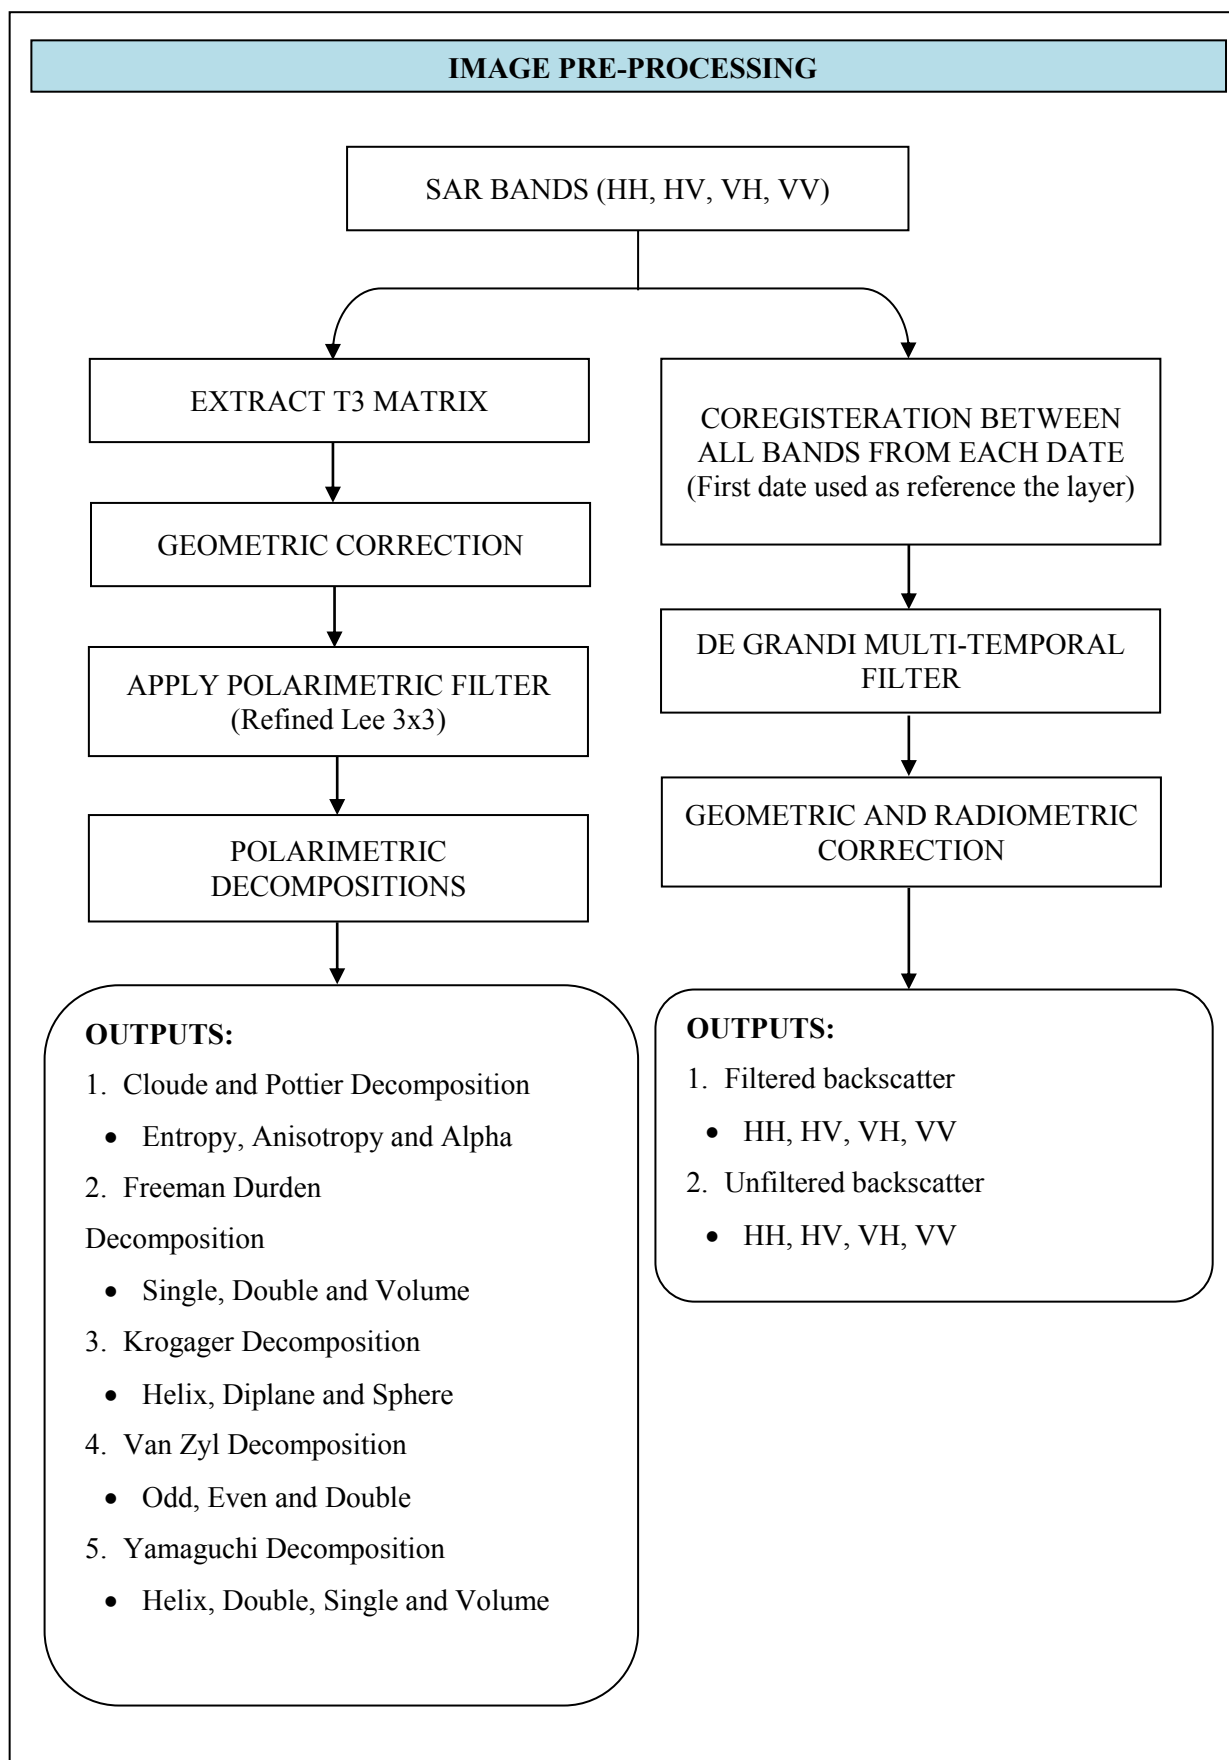 IMAGE PRE-PROCESSING
SAR BANDS (HH, HV, VH, VV)
EXTRACT T3 MATRIX
GEOMETRIC CORRECTION
APPLY POLARIMETRIC FILTER
(Refined Lee 3x3)
POLARIMETRIC
DECOMPOSITIONS
OUTPUTS:
1. Cloude and Pottier Decomposition
• Entropy, Anisotropy and Alpha
2. Freeman Durden
Decomposition
• Single, Double and Volume
3. Krogager Decomposition
• Helix, Diplane and Sphere
4. Van Zyl Decomposition
• Odd, Even and Double
5. Yamaguchi Decomposition
• Helix, Double, Single and Volume
COREGISTERATION BETWEEN
ALL BANDS FROM EACH DATE
(First date used as reference the layer)
DE GRANDI MULTI-TEMPORAL
FILTER
GEOMETRIC AND RADIOMETRIC
CORRECTION
OUTPUTS:
1. Filtered backscatter
• HH, HV, VH, VV
2. Unfiltered backscatter
• HH, HV, VH, VV